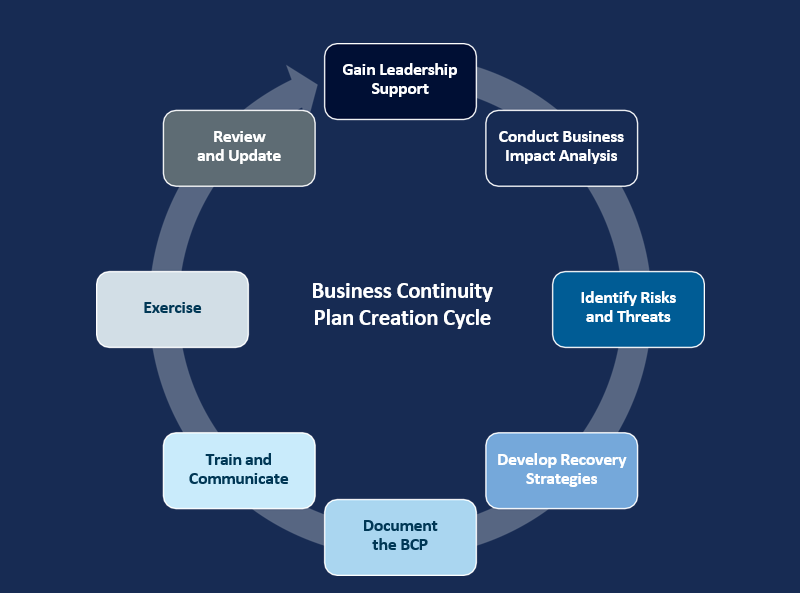 Gain Leadership
Support
Conduct Business
Impact Analysis
Identify Risks
and Threats
Develop Recovery
Strategies
Document
the BCP
Train and
Communicate
Exercise
Review
and Update
Business Continuity
Plan Creation Cycle